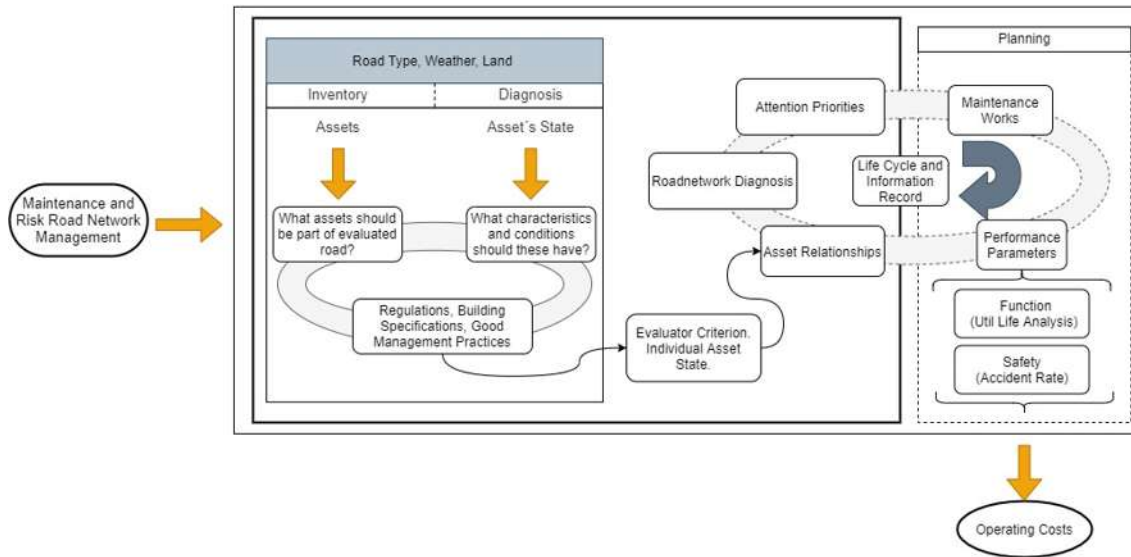 Maintenance and
Risk Road Network
Management
Road Type, Weather, Land
Inventory
Diagnosis
Assets
Asset´s State
What assets should
be part of evaluated
road?
What characteristics
and conditions
should these have?
Regulations, Building
Specifications, Good
Management Practices
Evaluator Criterion.
Individual Asset
State.
Attention Priorities
Roadnetwork Diagnosis
Asset Relationships
Life Cycle and
Information
Record
Planning
Maintenance
Works
Performance
Parameters
Function
(Util Life Analysis)
Safety
(Accident Rate)
Operating Costs